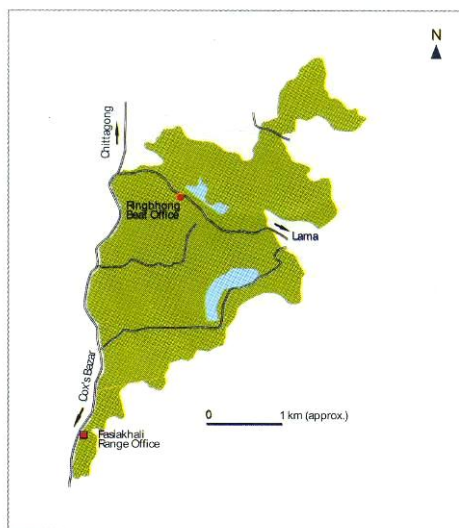 N
Chittagong
Ringbhong
Beat Office
Lama
Cox's Bazar
0 1 km (approx.)
Fasiakhali
Range Office